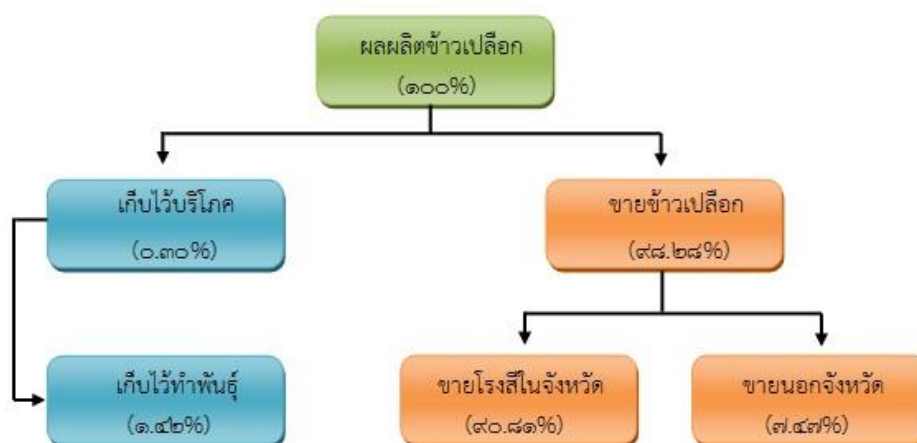 ผลผลิตข้าวเปลือก
(๑๐๐%)
เก็บไว้บริโภค
(๐.๓๐%)
ขายข้าวเปลือก
(๙๘.๒๘%)
เก็บไว้ทำพันธุ์
(๑.๔๒%)
ขายโรงสีในจังหวัด
(๙๐.๘๑%)
ขายนอกจังหวัด
(๗.๔๗%)